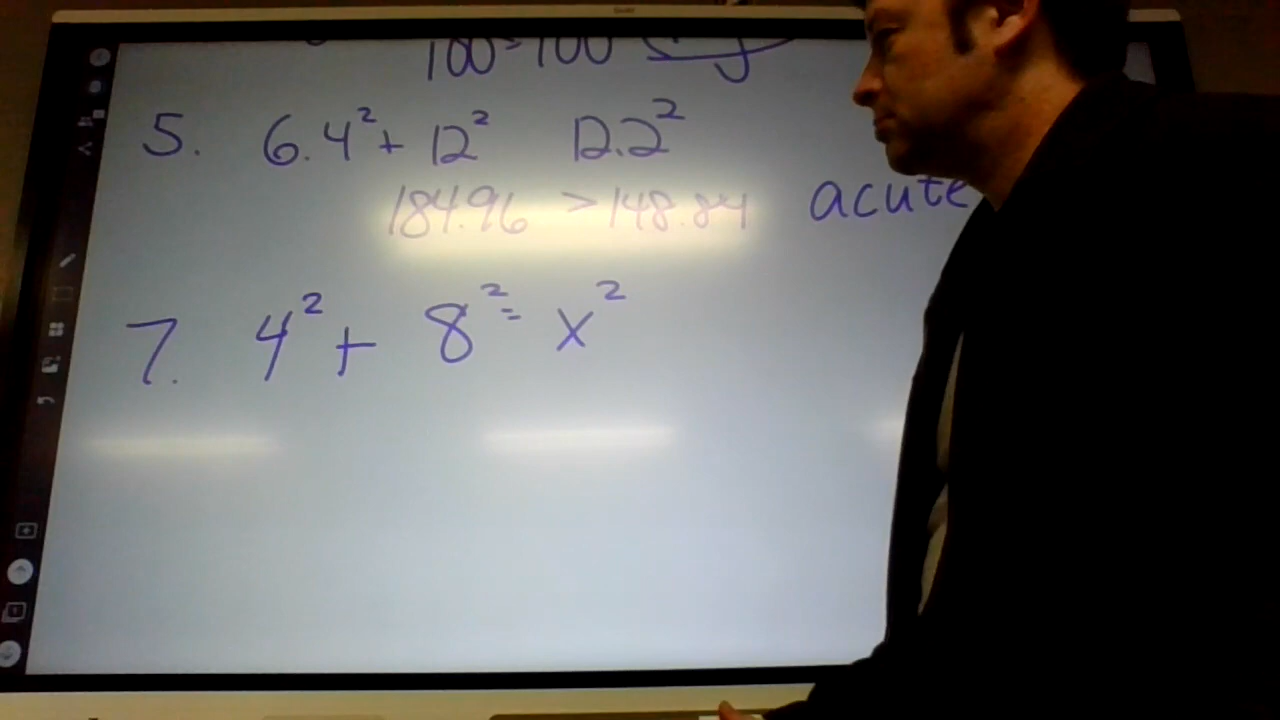 100=100
5. 6.4²+ 12² 12.2²
184.96 > 148.84 acute
7. 4² + 8² = x²